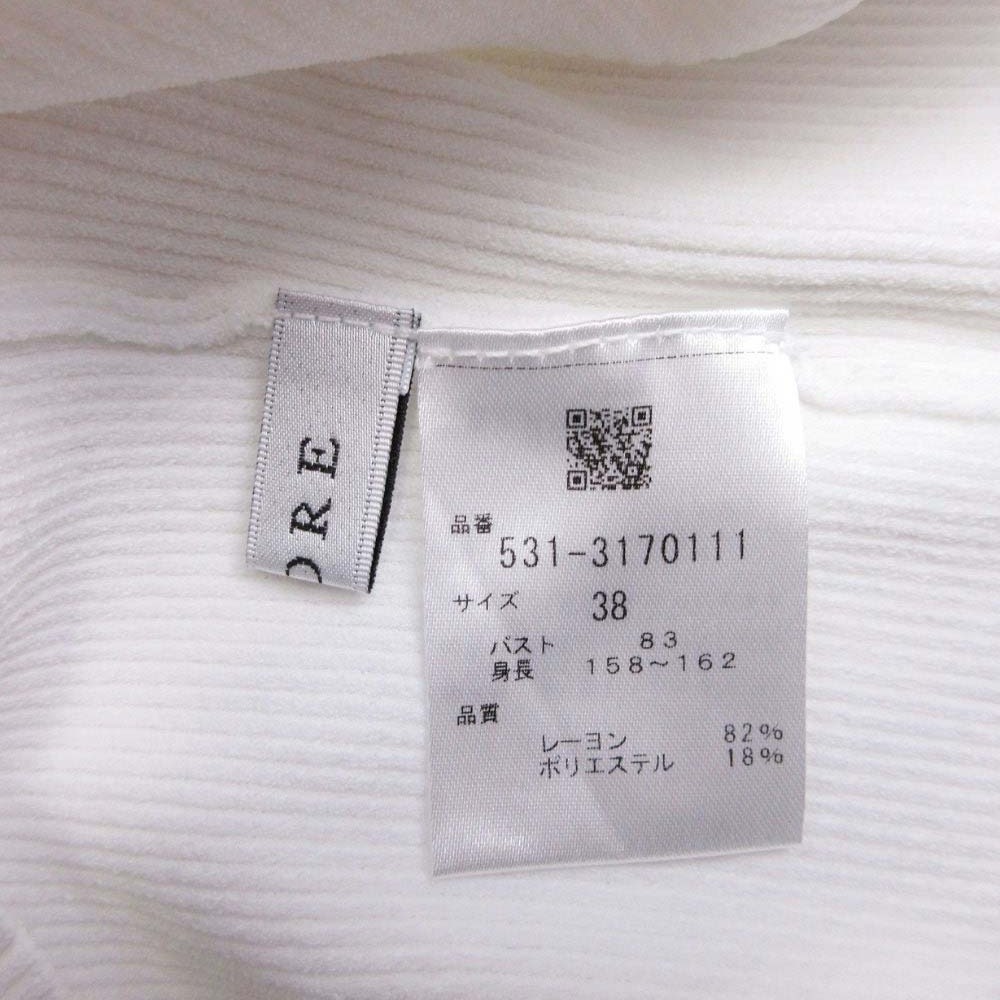 ORE
品番
531-3170111
サイズ 38
バスト 83
身長 158～162
品質
レーヨン 82%
ポリエステル 18%